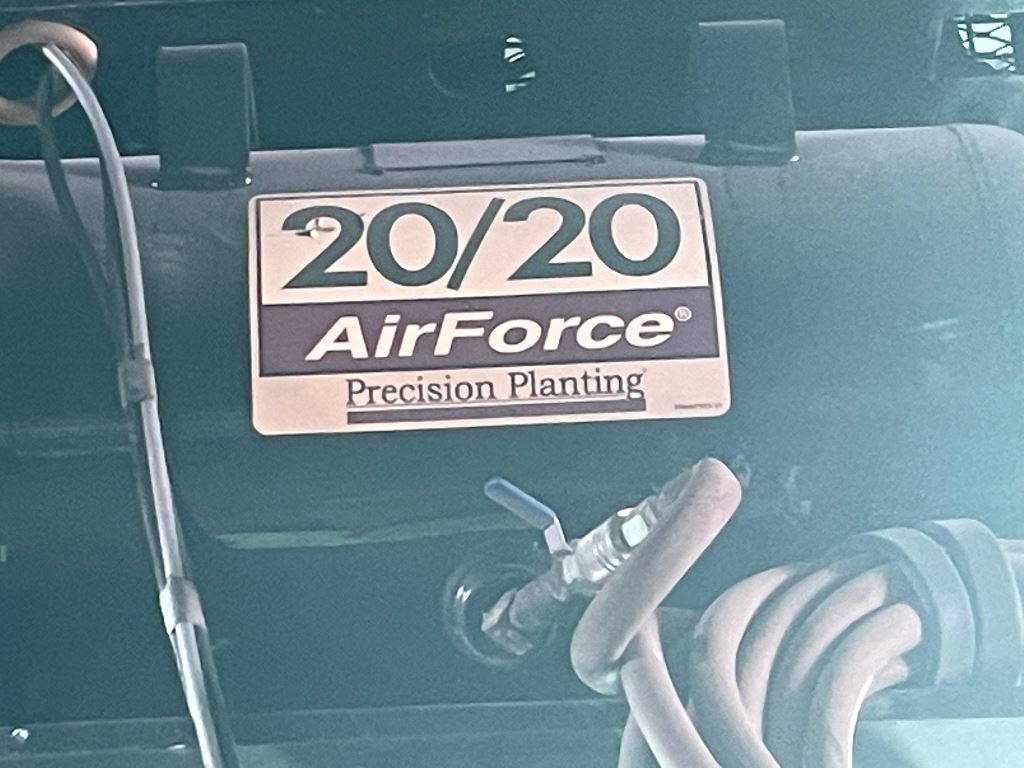 20/20
AirForce®
Precision Planting